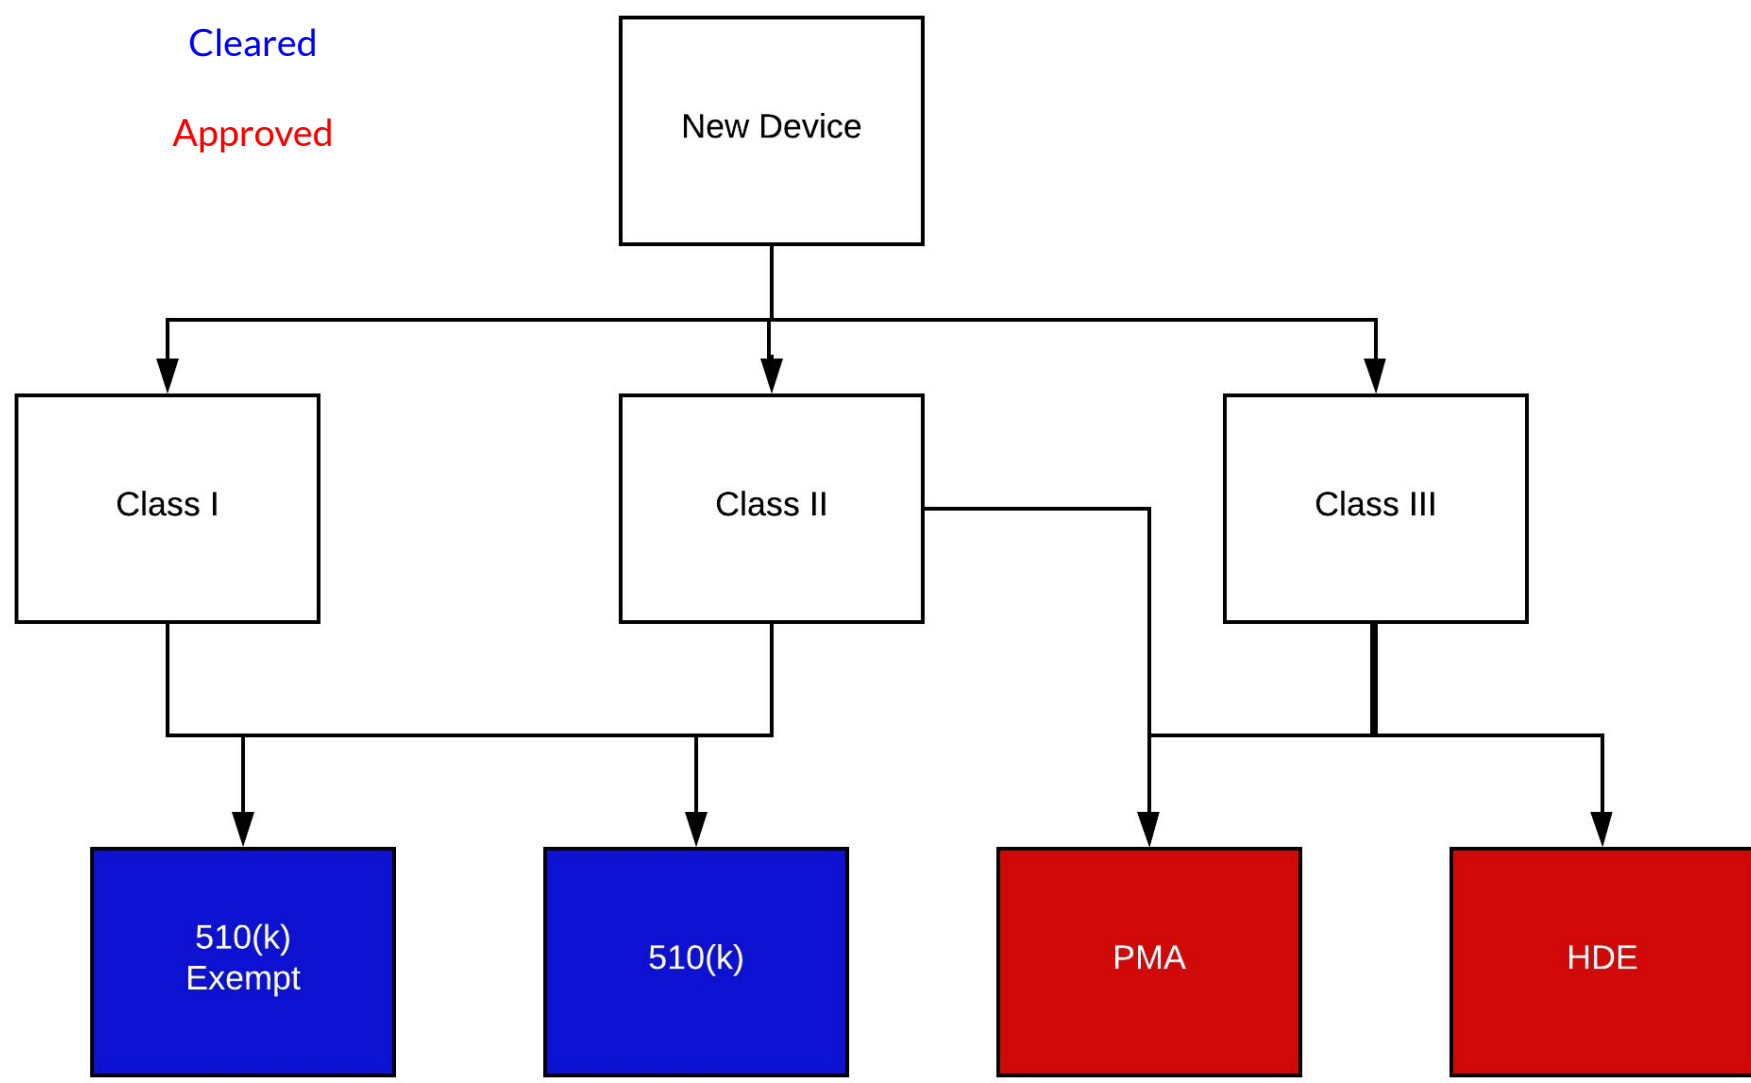 Cleared
Approved
New Device
Class I
Class II
Class III
510(k)
Exempt
510(k)
PMA
HDE